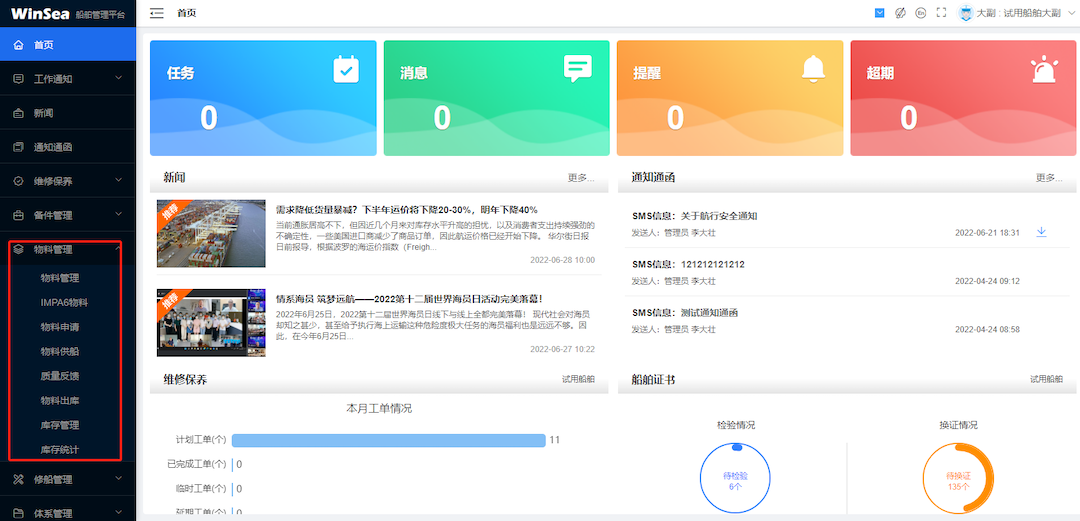 WinSea 船舶管理平台
首页
En
大副：试用船舶大副
首页
工作通知
新闻
通知通函
维修保养
备件管理
物料管理
物料管理
IMPA6物料
物料申请
物料供船
质量反馈
物料出库
库存管理
库存统计
修船管理
体系管理
任务
0
消息
0
提醒
0
超期
0
新闻
更多...
推荐
需求降低货量暴减？下半年运价将下降20-30%，明年下降40%
当前通胀居高不下，但因近几个月来对库存水平升高的担忧，以及消费者支出持续强劲的
不确定性，一些美国进口商减少了商品订单，因此航运价格已经开始下降。 华尔街日报
日前报导，根据波罗的海运价指数（Freigh...
2022-06-28 10:00
推荐
情系海员 筑梦远航——2022第十二届世界海员日活动完美落幕！
2022年6月25日，2022第十二届世界海员日线下与线上全都完美落幕！ 现代社会对海员
却知之甚少，甚至给予执行海上运输这种危险度极大任务的海员福利也是远远不够。因
此，在今年6月25日...
2022-06-27 10:22
通知通函
更多...
SMS信息：关于航行安全通知
发送人：管理员 李大壮
2022-06-21 18:31
SMS信息：121212121212
发送人：管理员 李大壮
2022-04-24 09:12
SMS信息：测试通知通函
发送人：管理员 李大壮
2022-04-24 08:58
维修保养
试用船舶
本月工单情况
计划工单(个)
11
已完成工单(个)
0
临时工单(个)
0
延期工单(个)
0
船舶证书
试用船舶
检验情况
待检验
6个
换证情况
待换证
135个